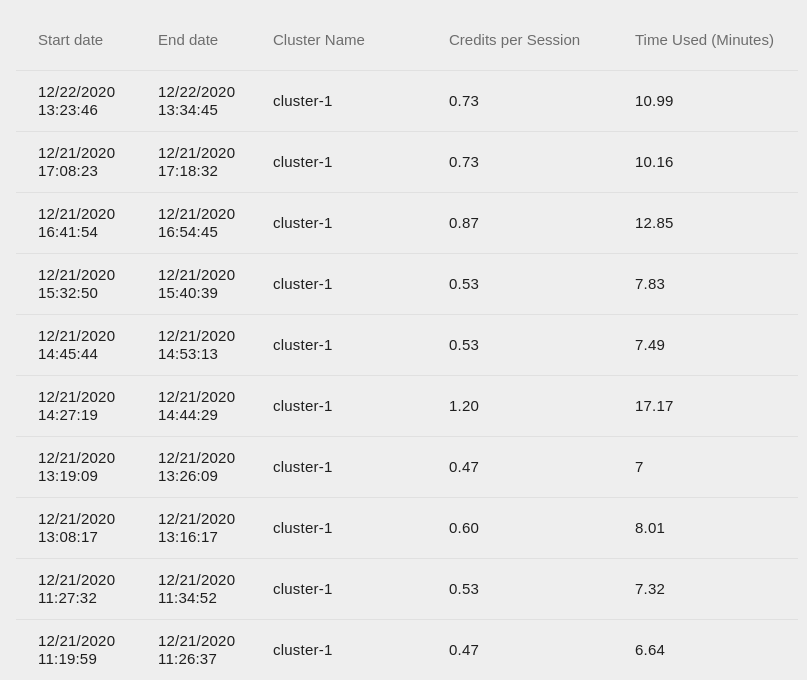 Start date End date Cluster Name Credits per Session Time Used (Minutes)
12/22/2020 12/22/2020
13:23:46 13:34:45 cluster-1 0.73 10.99
12/21/2020 12/21/2020
17:08:23 17:18:32 cluster-1 0.73 10.16
12/21/2020 12/21/2020
16:41:54 16:54:45 cluster-1 0.87 12.85
12/21/2020 12/21/2020
15:32:50 15:40:39 cluster-1 0.53 7.83
12/21/2020 12/21/2020
14:45:44 14:53:13 cluster-1 0.53 7.49
12/21/2020 12/21/2020
14:27:19 14:44:29 cluster-1 1.20 17.17
12/21/2020 12/21/2020
13:19:09 13:26:09 cluster-1 0.47 7
12/21/2020 12/21/2020
13:08:17 13:16:17 cluster-1 0.60 8.01
12/21/2020 12/21/2020
11:27:32 11:34:52 cluster-1 0.53 7.32
12/21/2020 12/21/2020
11:19:59 11:26:37 cluster-1 0.47 6.64